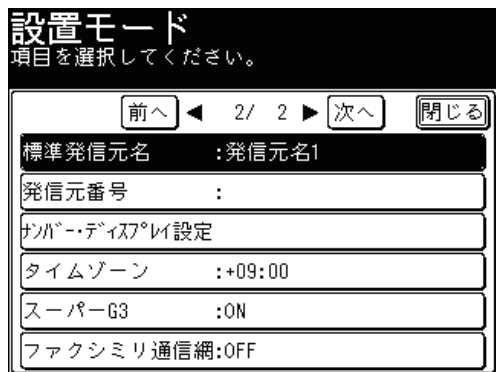 設置モード
項目を選択してください。
前へ ◀ 2/ 2 ▶ 次へ 閉じる
標準発信元名 :発信元名1
発信元番号 :
ﾅﾝﾊﾞｰ・ﾃﾞｨｽﾌﾟﾚｲ設定
タイムゾーン :+09:00
スーパーG3 :ON
ファクシミリ通信網:OFF